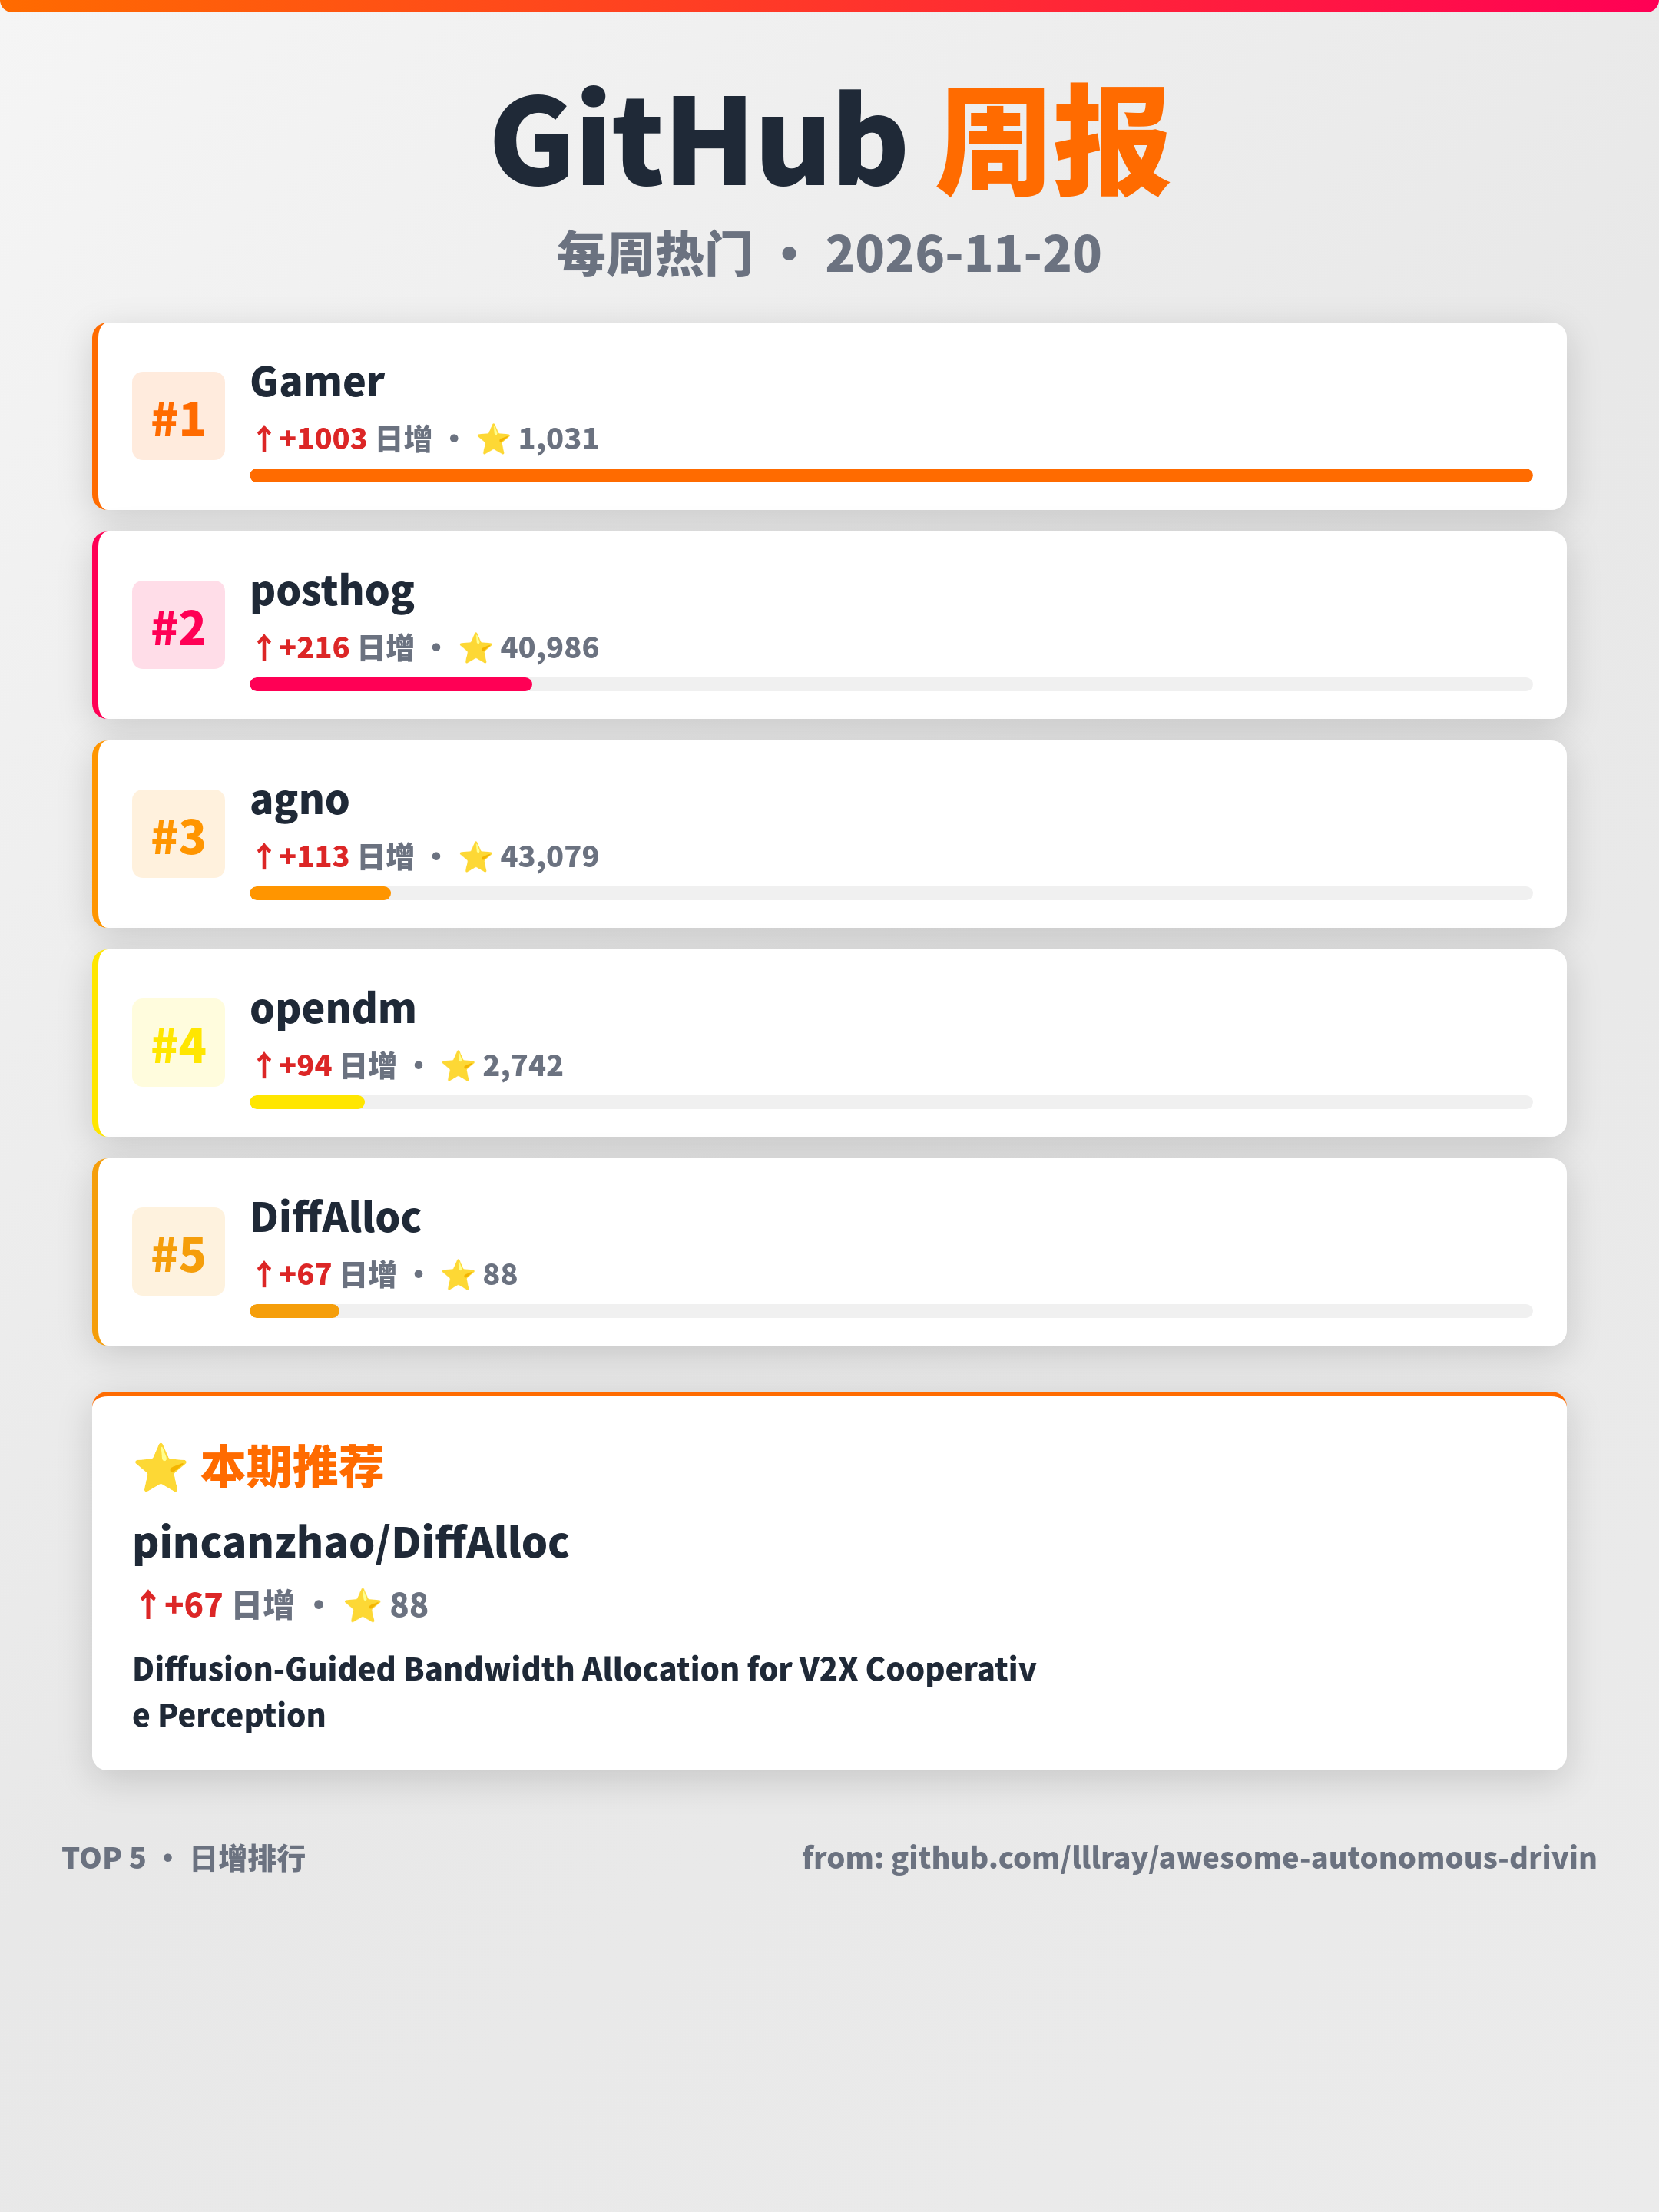 GitHub 周报
每周热门 • 2026-11-20
#1
Gamer
↑+1003 日增 • ⭐ 1,031
#2
posthog
↑+216 日增 • ⭐ 40,986
#3
agno
↑+113 日增 • ⭐ 43,079
#4
opendm
↑+94 日增 • ⭐ 2,742
#5
DiffAlloc
↑+67 日增 • ⭐ 88
⭐ 本期推荐
pincanzhao/DiffAlloc
↑+67 日增 • ⭐ 88
Diffusion-Guided Bandwidth Allocation for V2X Cooperativ
e Perception
TOP 5 • 日增排行
from: github.com/lllray/awesome-autonomous-drivin